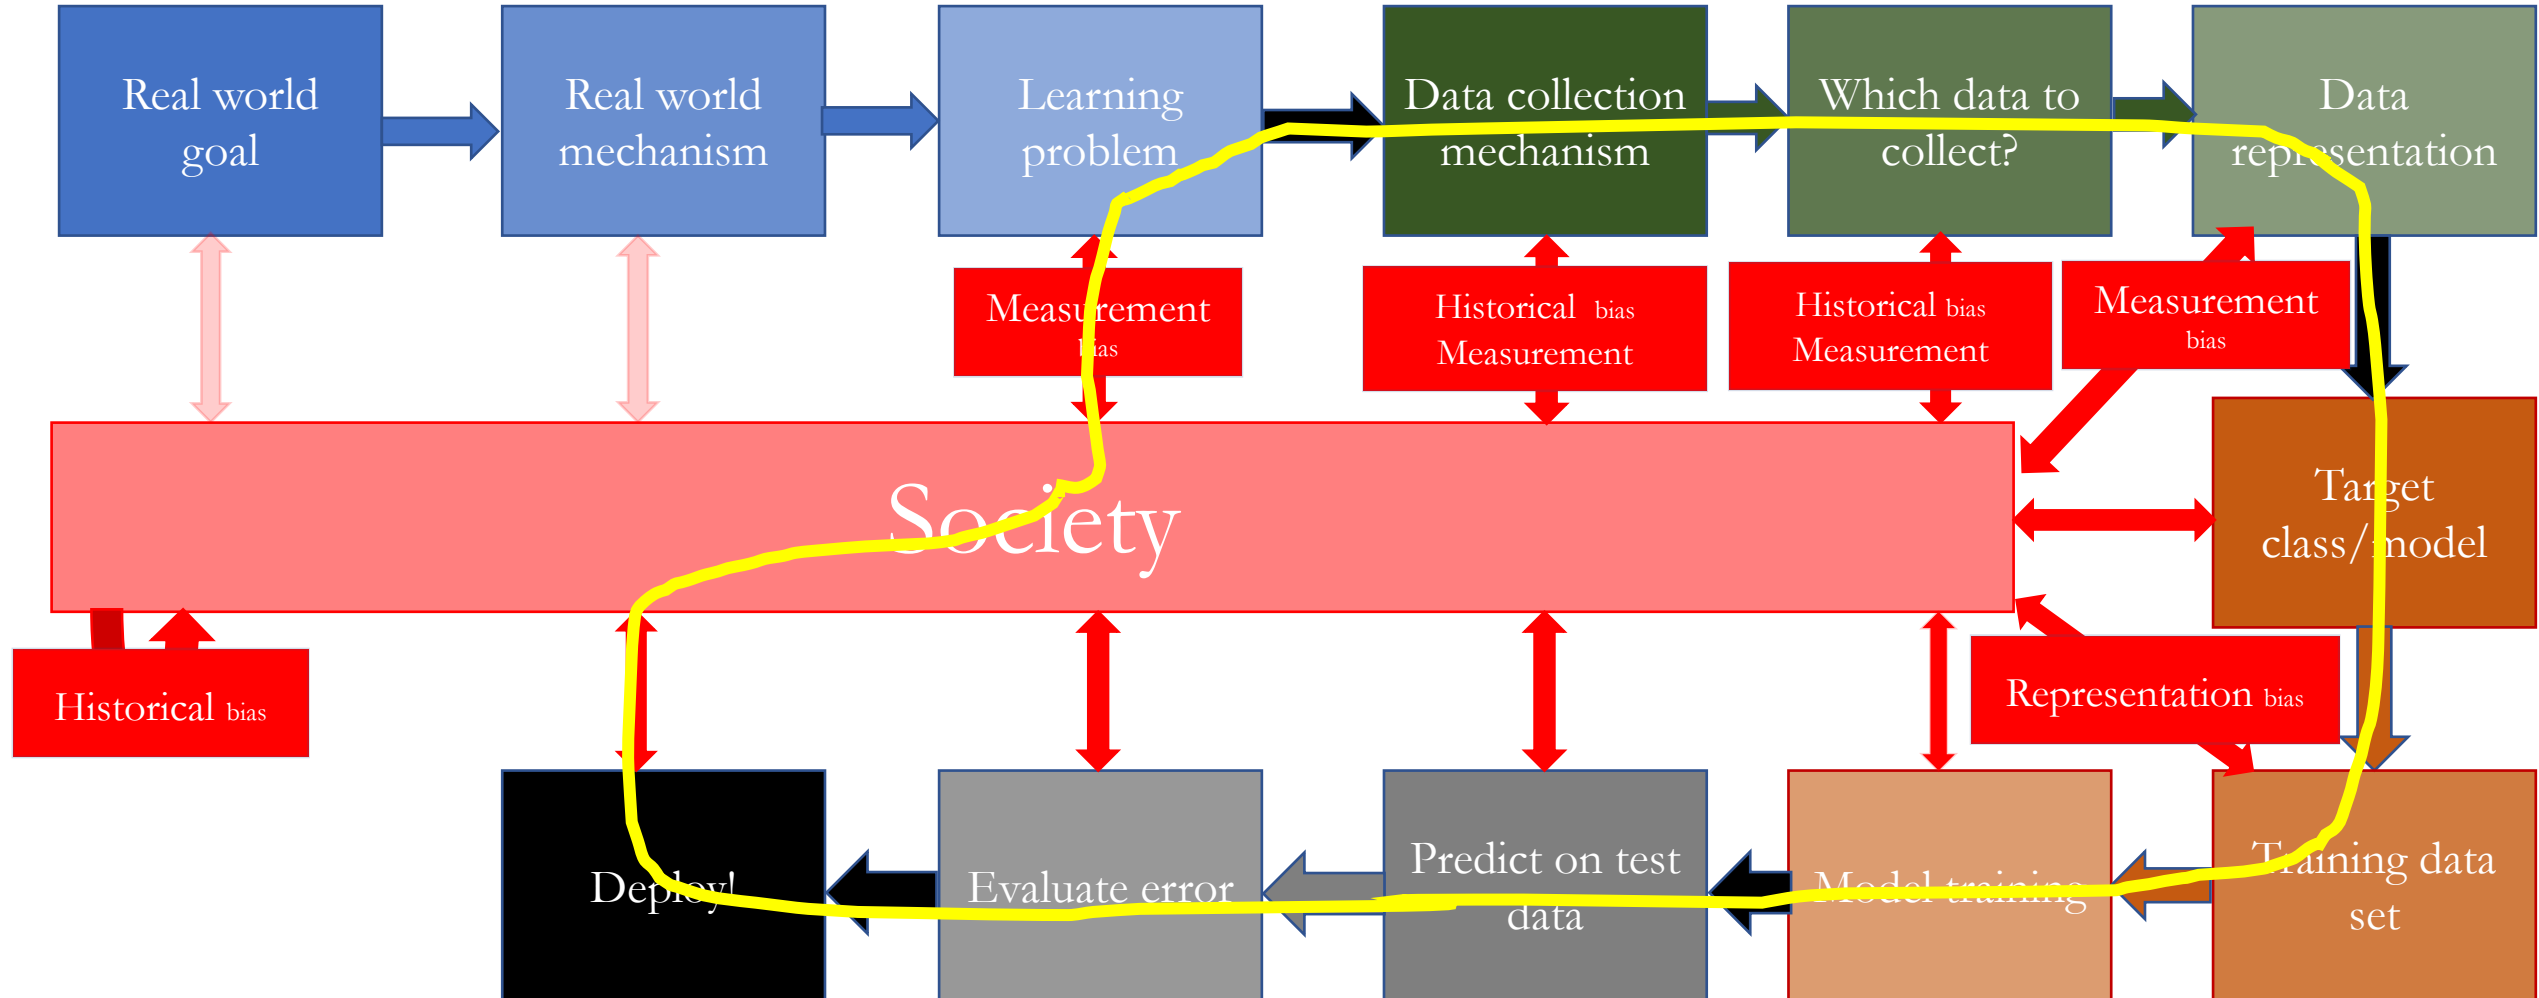 Real world
goal
Real world
mechanism
Learning
problem
Data collection
mechanism
Which data to
collect?
Data
representation
Measurement
bias
Historical bias
Measurement
Historical bias
Measurement
Measurement
bias
Society
Target
class/model
Historical bias
Representation bias
Deploy!
Evaluate error
Predict on test
data
Model training
Training data
set